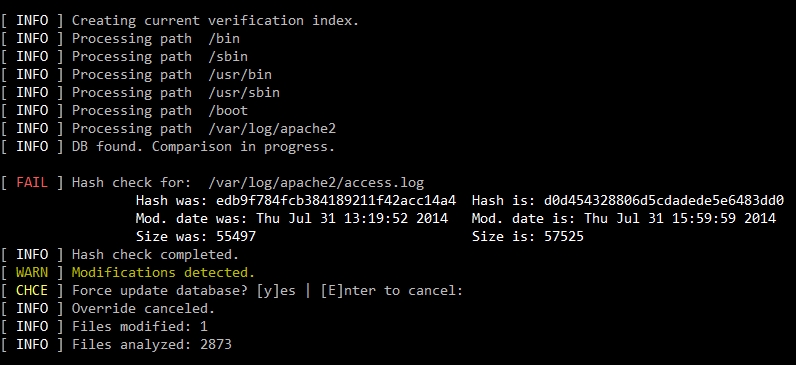 [ INFO ] Creating current verification index.
[ INFO ] Processing path  /bin
[ INFO ] Processing path  /sbin
[ INFO ] Processing path  /usr/bin
[ INFO ] Processing path  /usr/sbin
[ INFO ] Processing path  /boot
[ INFO ] Processing path  /var/log/apache2
[ INFO ] DB found. Comparison in progress.
[ FAIL ] Hash check for:  /var/log/apache2/access.log
Hash was: edb9f784fcb384189211f42acc14a4  Hash is: d0d454328806d5cdadede5e6483dd0
Mod. date was: Thu Jul 31 13:19:52 2014   Mod. date is: Thu Jul 31 15:59:59 2014
Size was: 55497                           Size is: 57525
[ INFO ] Hash check completed.
[ WARN ] Modifications detected.
[ CHCE ] Force update database? [y]es | [E]nter to cancel:
[ INFO ] Override canceled.
[ INFO ] Files modified: 1
[ INFO ] Files analyzed: 2873